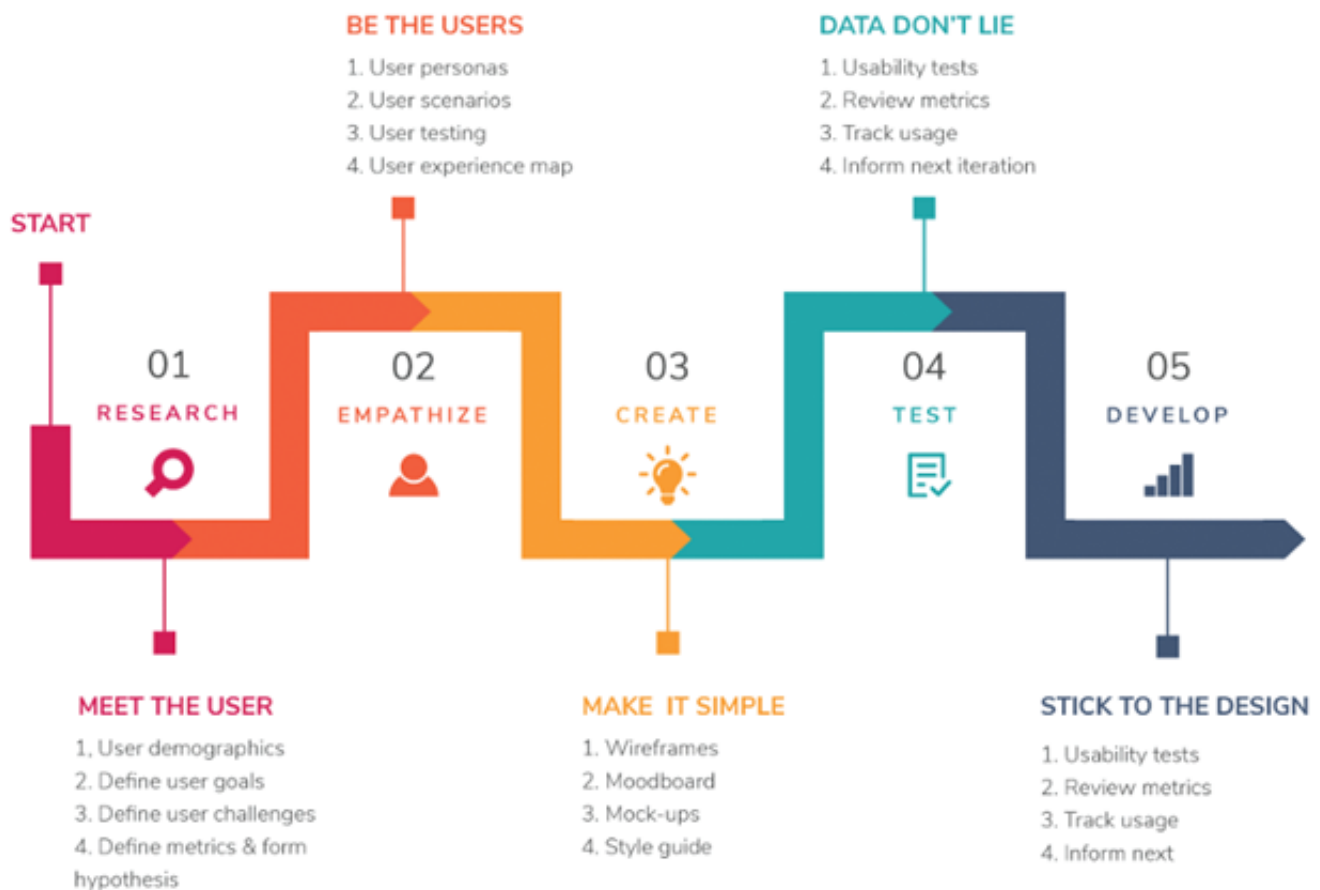 START
01
RESEARCH
MEET THE USER
1, User demographics
2. Define user goals
3. Define user challenges
4. Define metrics & form
hypothesis
BE THE USERS
1. User personas
2. User scenarios
3. User testing
4. User experience map
02
EMPATHIZE
03
CREATE
MAKE IT SIMPLE
1. Wireframes
2. Moodboard
3. Mock-ups
4. Style guide
DATA DON'T LIE
1. Usability tests
2. Review metrics
3. Track usage
4. Inform next iteration
04
TEST
05
DEVELOP
STICK TO THE DESIGN
1. Usability tests
2. Review metrics
3. Track usage
4. Inform next